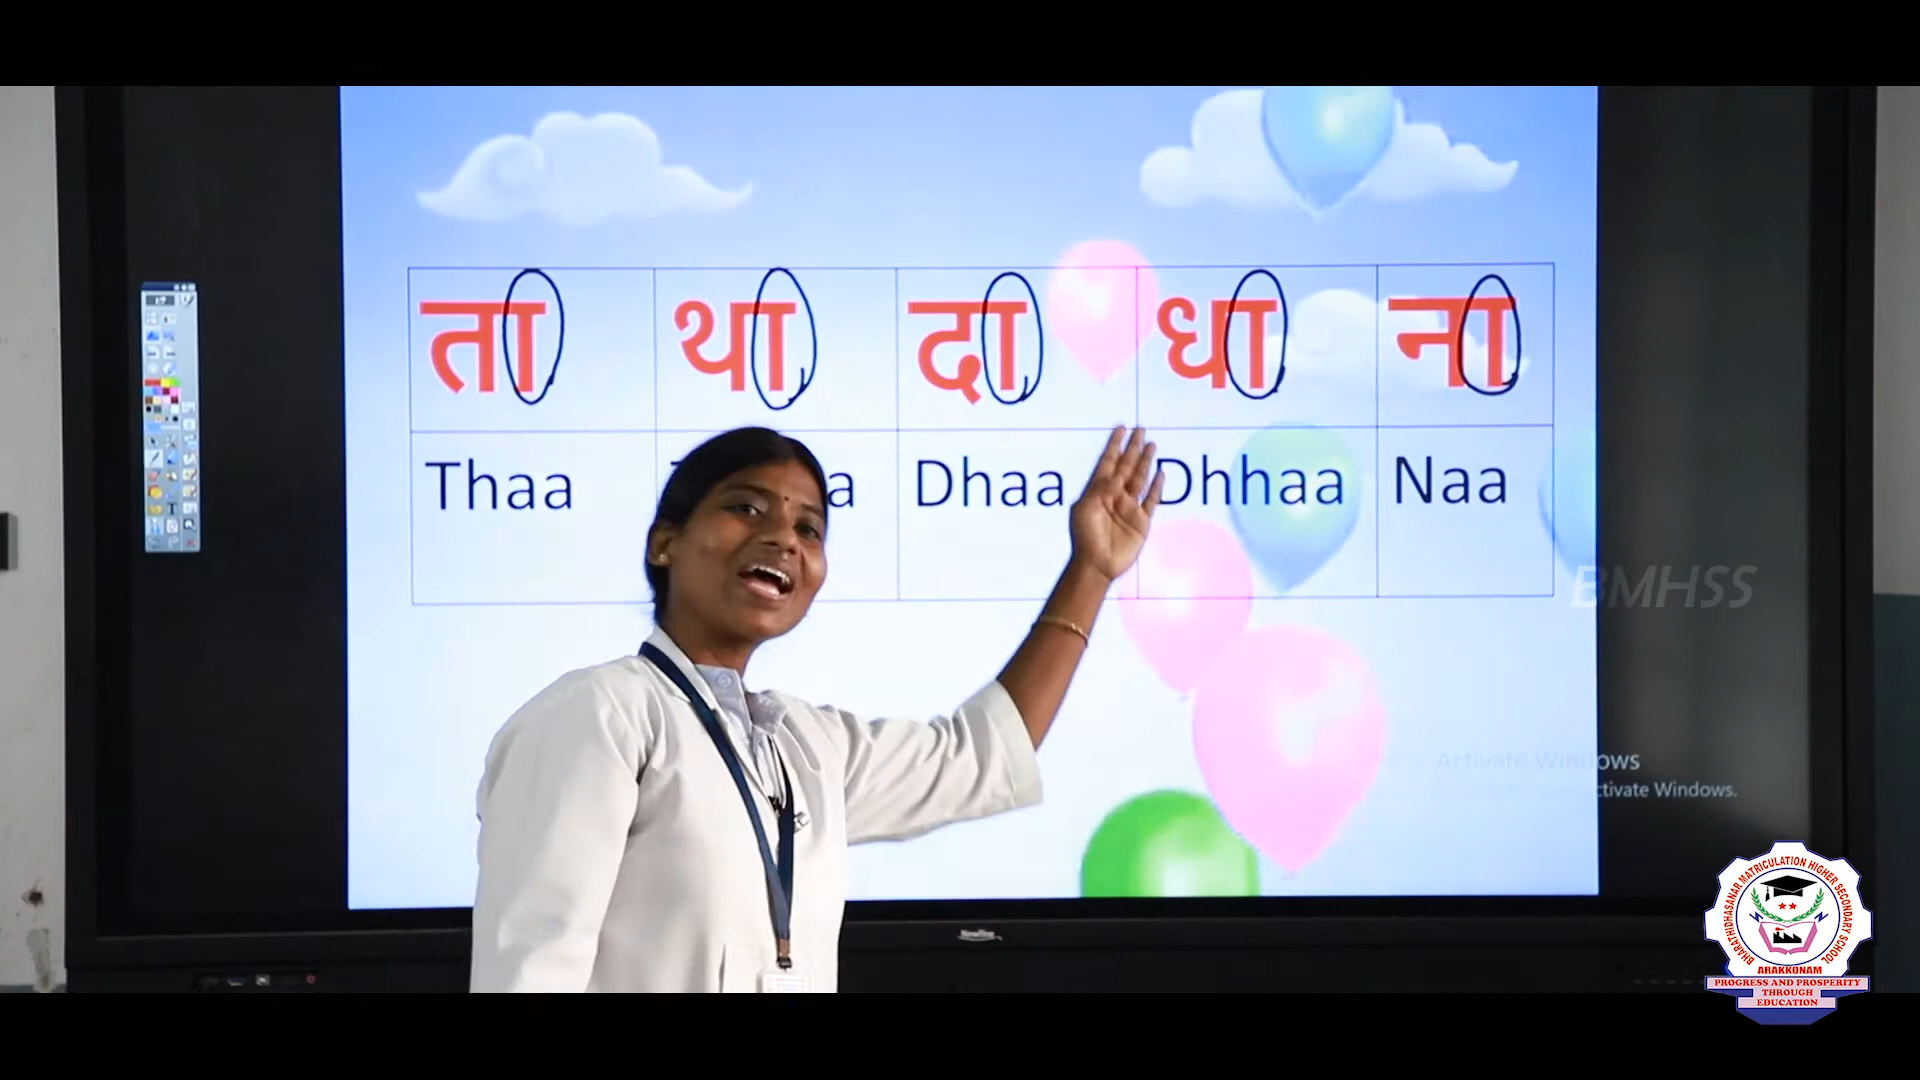 ता था दा धा ना
Thaa Dhaa Dhhaa Naa
BMHSS
Activate Windows
ctivate Windows.
BHARATHIDHASANAR MATRICULATION HIGHER SECONDARY SCHOOL
ARAKKONAM
PROGRESS AND PROSPERITY
THROUGH
EDUCATION